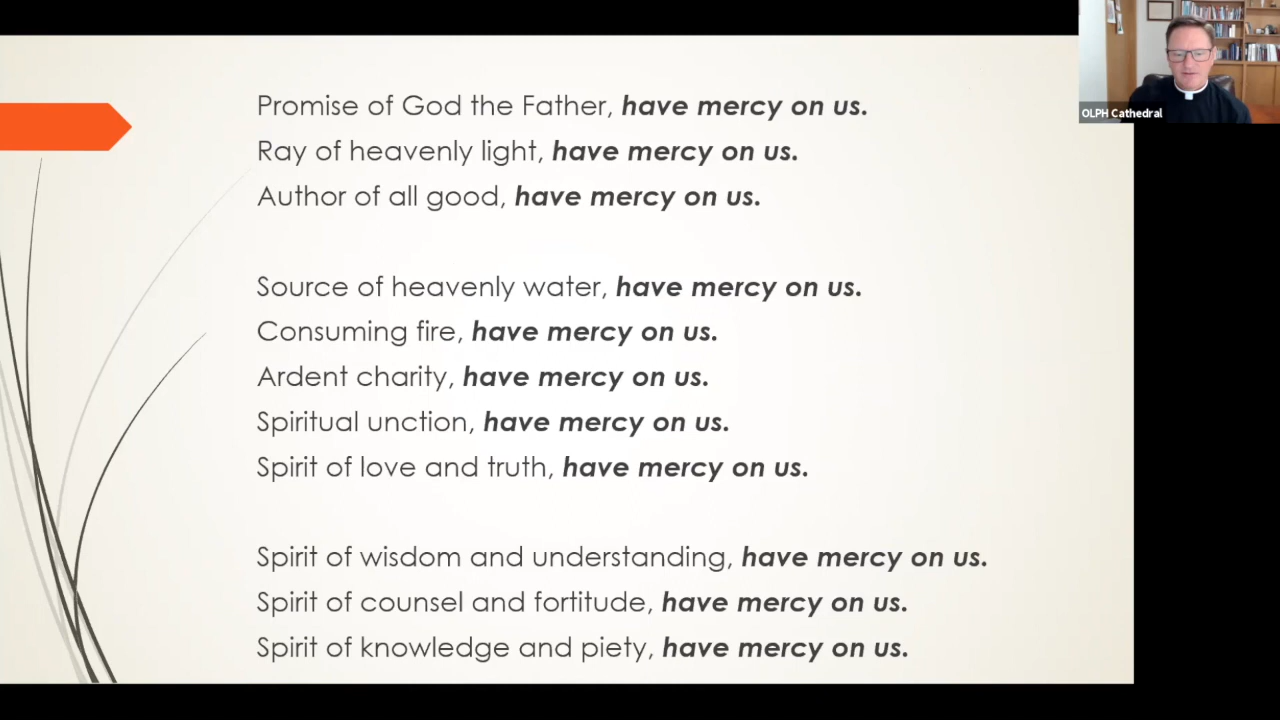 Promise of God the Father, have mercy on us.
Ray of heavenly light, have mercy on us.
Author of all good, have mercy on us.
Source of heavenly water, have mercy on us.
Consuming fire, have mercy on us.
Ardent charity, have mercy on us.
Spiritual unction, have mercy on us.
Spirit of love and truth, have mercy on us.
Spirit of wisdom and understanding, have mercy on us.
Spirit of counsel and fortitude, have mercy on us.
Spirit of knowledge and piety, have mercy on us.
OLPH Cathedral